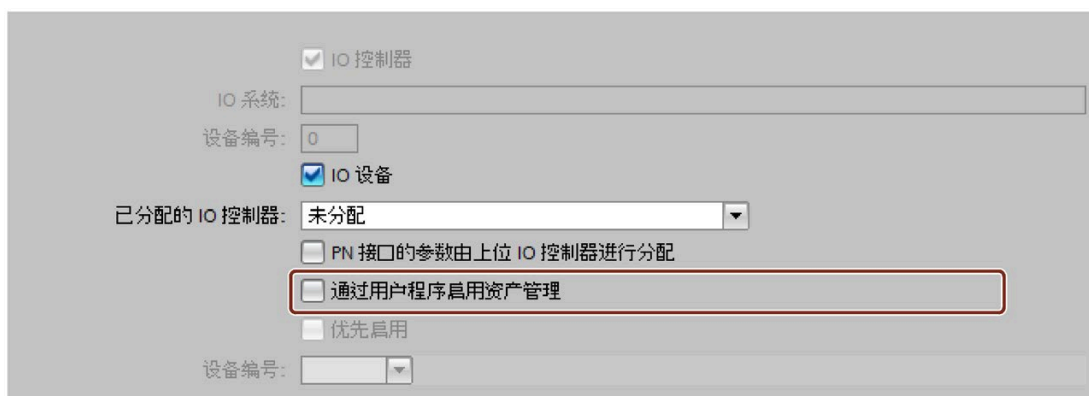 IO 控制器
IO 系统:
设备编号: 0
IO 设备
已分配的 IO 控制器: 未分配
PN 接口的参数由上位 IO 控制器进行分配
通过用户程序启用资产管理
优先启用
设备编号: